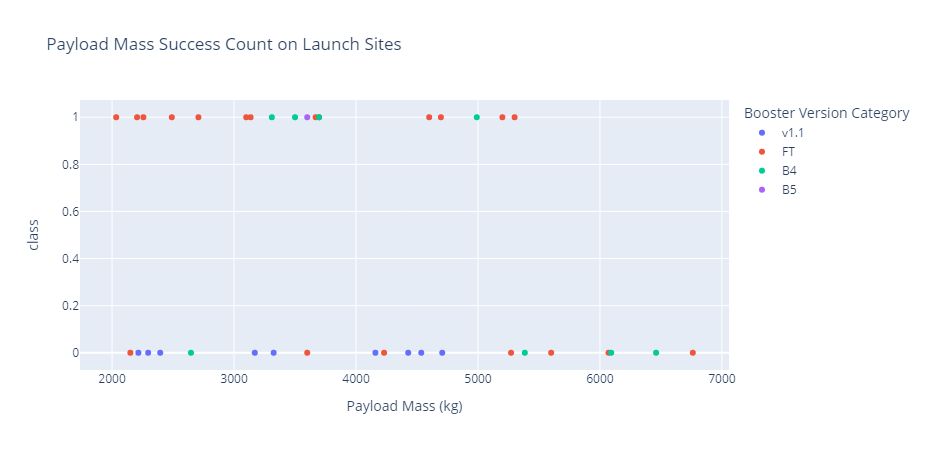 Payload Mass Success Count on Launch Sites
Booster Version Category
v1.1
FT
B4
B5
1
0.8
0.6
0.4
0.2
0
class
2000 3000 4000 5000 6000 7000
Payload Mass (kg)